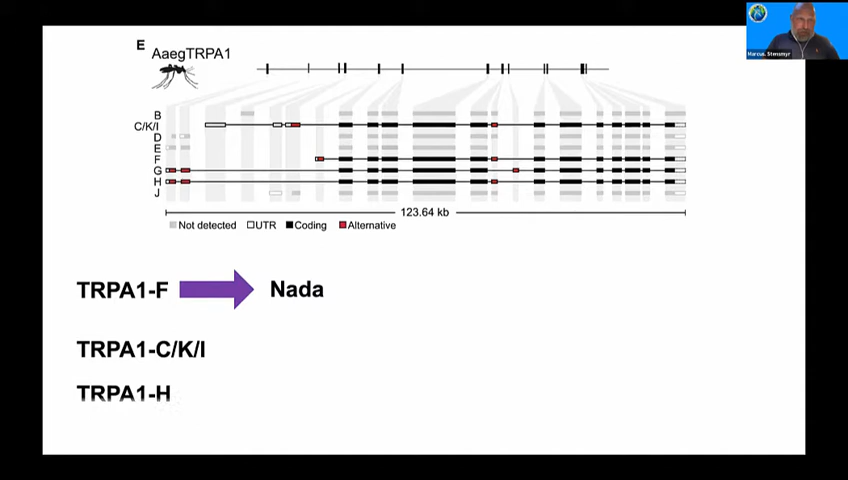 E
AaegTRPA1
B
C/K/I
D
E
F
G
H
J
123.64 kb
Not detected UTR Coding Alternative
TRPA1-F Nada
TRPA1-C/K/I
TRPA1-H
Marcus. Stensmyr